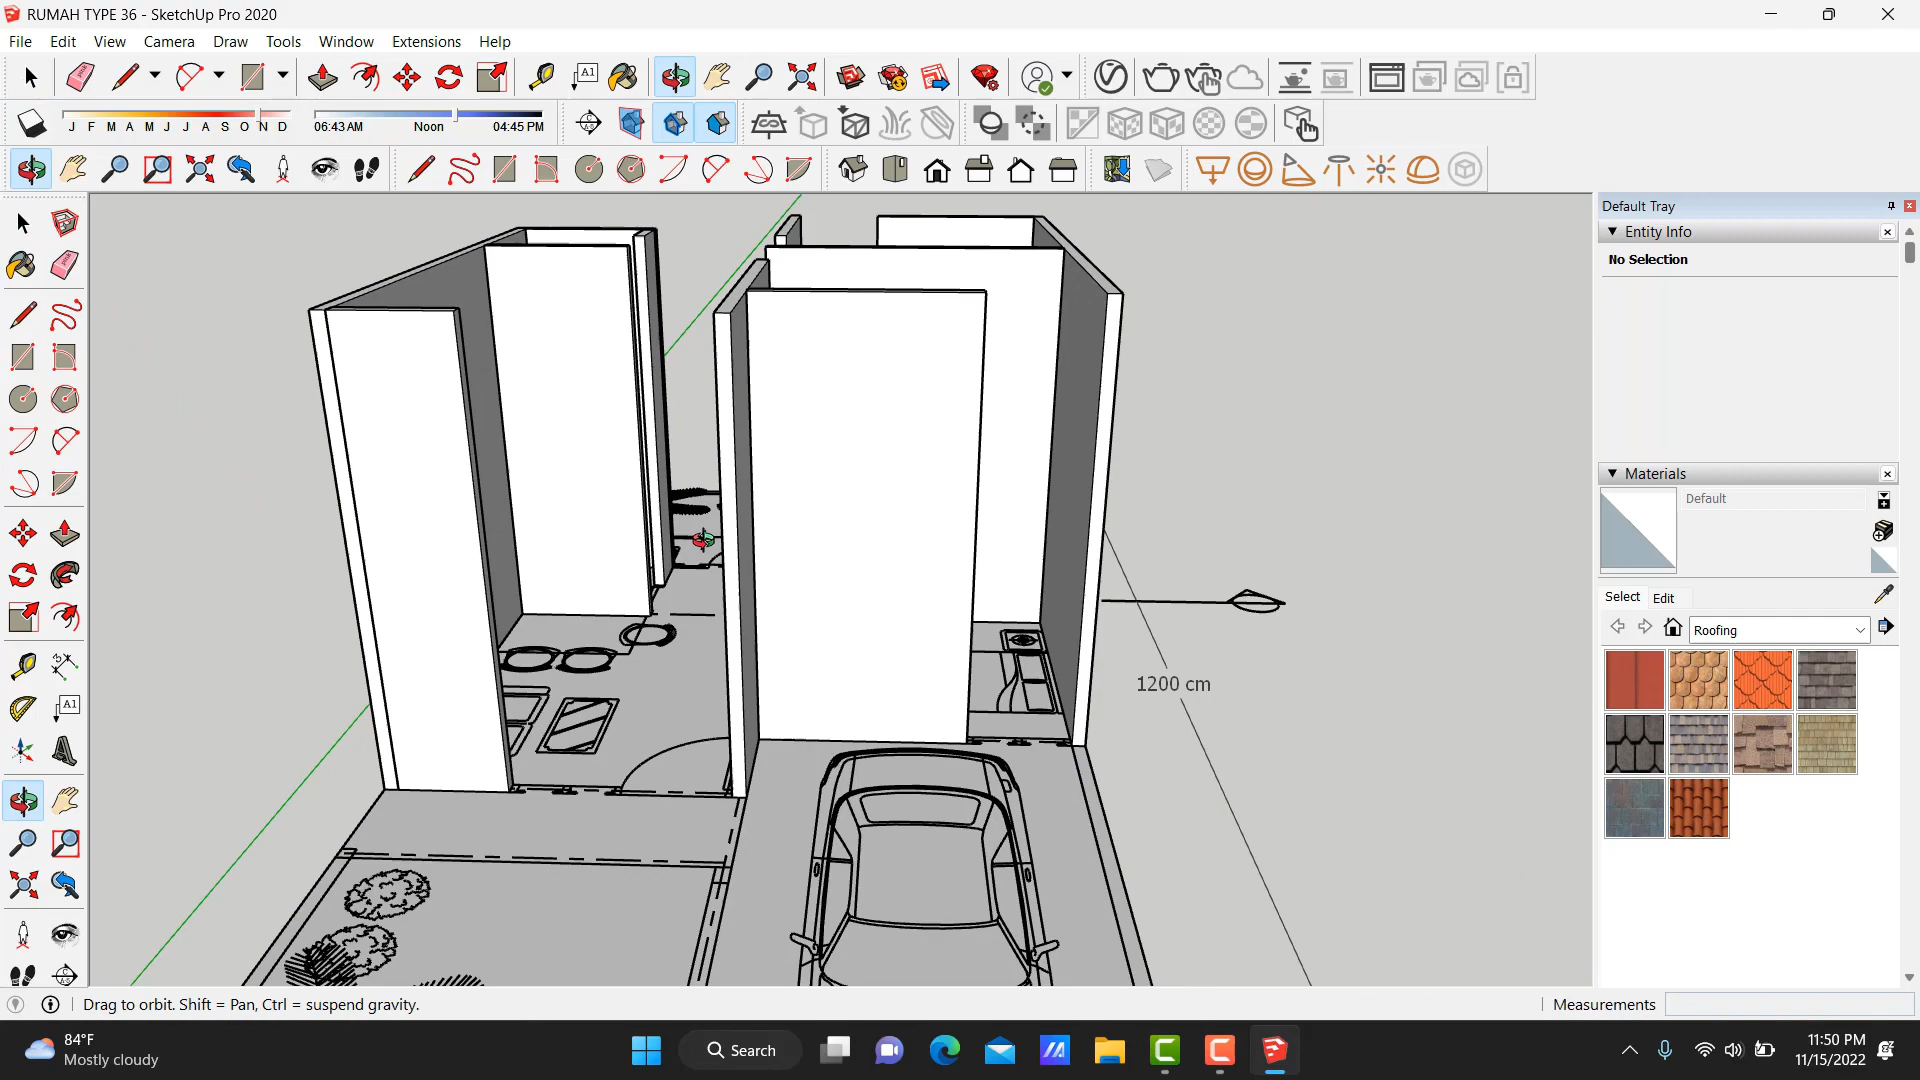 RUMAH TYPE 36 - SketchUp Pro 2020
File Edit View Camera Draw Tools Window Extensions Help
A1
J F M A M J J A S O N D 06:43 AM Noon 04:45 PM
Default Tray
Entity Info
No Selection
Materials
Default
Select Edit
Roofing
A1
1200 cm
Drag to orbit. Shift = Pan, Ctrl = suspend gravity.
Measurements
84°F
Mostly cloudy
Search
11:50 PM
11/15/2022